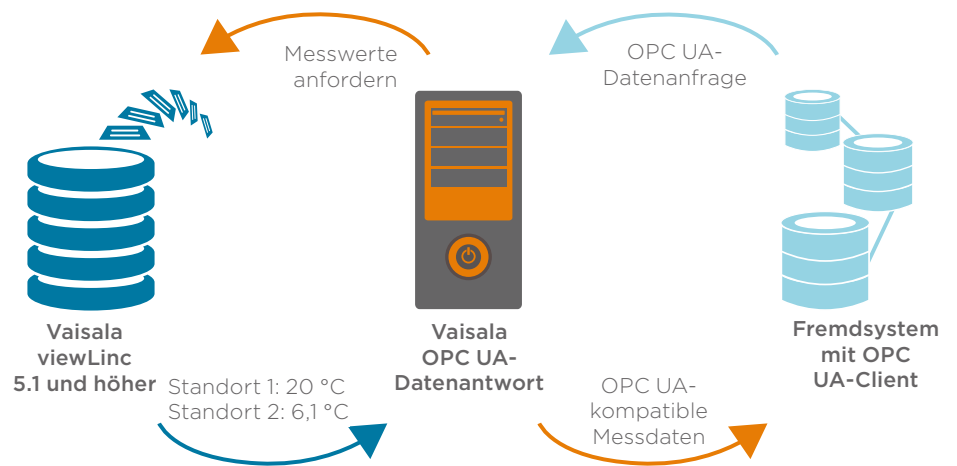 Messwerte
anfordern
OPC UA-
Datenanfrage
Vaisala
viewLinc
5.1 und höher
Vaisala
OPC UA-
Datenantwort
Fremdsystem
mit OPC
UA-Client
Standort 1: 20 °C
Standort 2: 6,1 °C
OPC UA-
kompatible
Messdaten